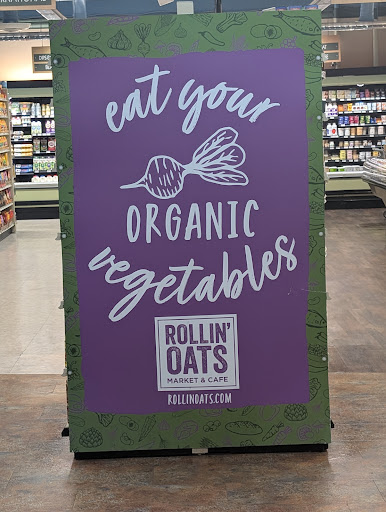 eat your
ORGANIC
vegetables
ROLLIN'
OATS
MARKET & CAFE
ROLLINOATS.COM